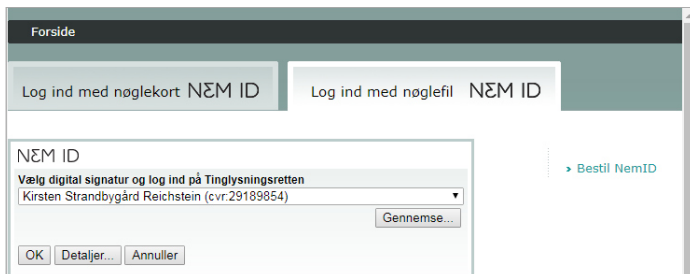 Forside
Log ind med nøglekort NEM ID
Log ind med nøglefil NEM ID
NEM ID
Vælg digital signatur og log ind på Tinglysningsretten
Kirsten Strandbygård Reichstein (cvr:29189854)
Gennemse...
OK Detaljer... Annuller
› Bestil NemID